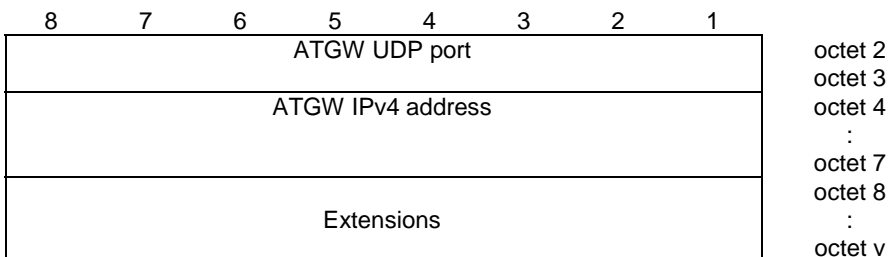 8 7 6 5 4 3 2 1
ATGW UDP port octet 2
octet 3
ATGW IPv4 address octet 4
:
octet 7
octet 8
Extensions :
octet v